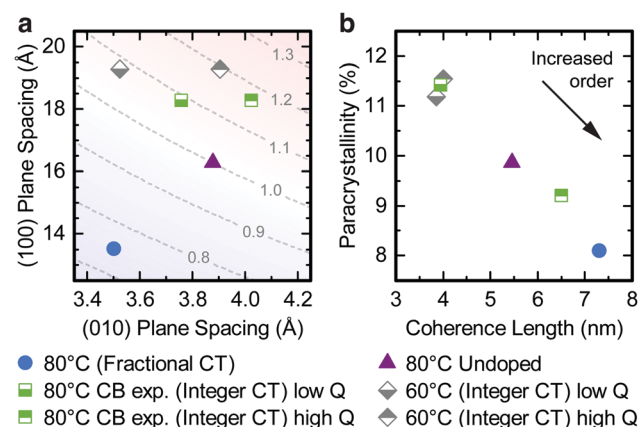 a
b
20
18
16
14
(100) Plane Spacing (Å)
1.3
1.2
1.1
1.0
0.9
0.8
3.4 3.6 3.8 4.0 4.2
(010) Plane Spacing (Å)
12
11
10
9
8
Paracrystallinity (%)
Increased
order
3 4 5 6 7 8
Coherence Length (nm)
80°C (Fractional CT)
80°C CB exp. (Integer CT) low Q
80°C CB exp. (Integer CT) high Q
80°C Undoped
60°C (Integer CT) low Q
60°C (Integer CT) high Q